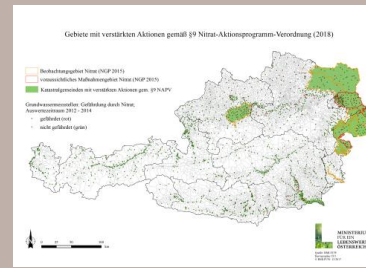 Gebiete mit verstärkten Aktionen gemäß §9 Nitrat-Aktionsprogramm-Verordnung (2018)
Beobachtungsgebiet Nitrat (NGP 2015)
voraussichtliches Maßnahmengebiet Nitrat (NGP 2015)
Katastralgemeinden mit verstärkten Aktionen gem. §9 NAPV
Grundwassermessstellen: Gefährdung durch Nitrat,
Auswertezeitraum 2012 - 2014
gefährdet (rot)
nicht gefährdet (grün)
MINISTERIUM
FÜR EIN
LEBENSWERTES
ÖSTERREICH